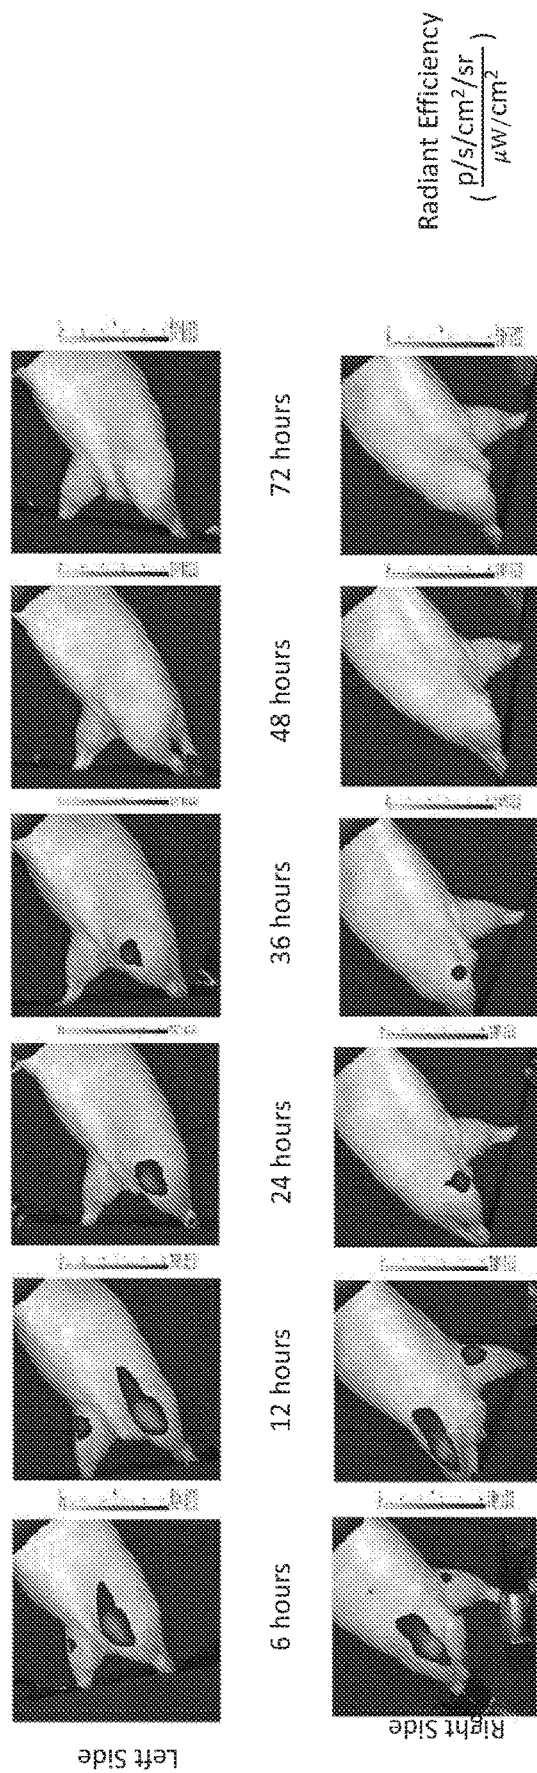 Left Side
6 hours
12 hours
24 hours
36 hours
48 hours
72 hours
Right Side
Radiant Efficiency
( p/s/cm²/sr
μW/cm² )